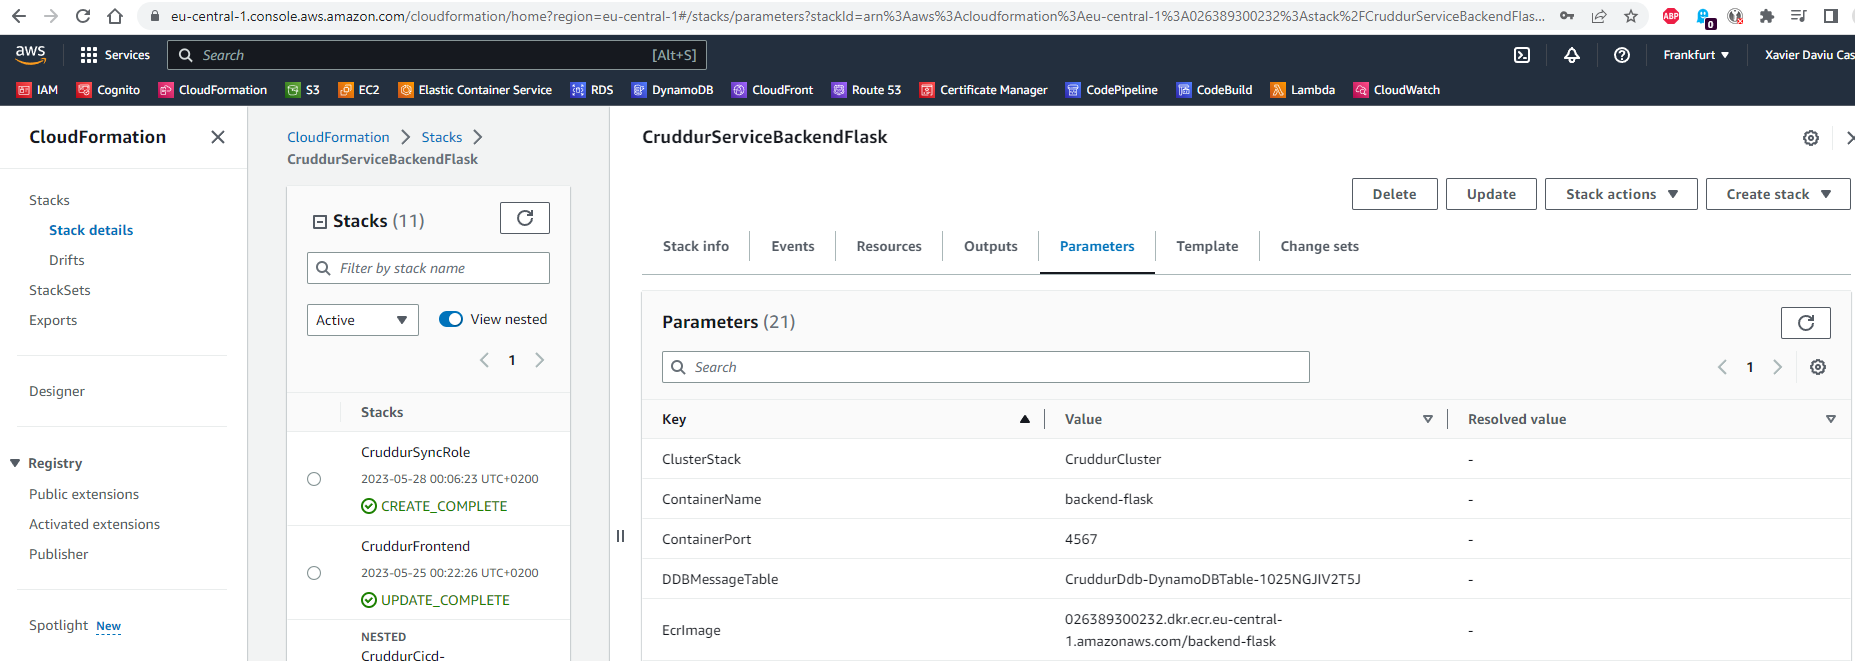 eu-central-1.console.aws.amazon.com/cloudformation/home?region=eu-central-1#/stacks/parameters?stackId=arn%3Aaws%3Acloudformation%3Aeu-central-1%3A026389300232%3Astack%2FCruddurServiceBackendFlas...
ABP
0
aws
Services
Search
[Alt+S]
Frankfurt
Xavier Daviu Cas
IAM
Cognito
CloudFormation
S3
EC2
Elastic Container Service
RDS
DynamoDB
CloudFront
Route 53
Certificate Manager
CodePipeline
CodeBuild
Lambda
CloudWatch
CloudFormation
Stacks
Stack details
Drifts
StackSets
Exports
Designer
Registry
Public extensions
Activated extensions
Publisher
Spotlight New
CloudFormation
Stacks
CruddurServiceBackendFlask
Stacks (11)
Filter by stack name
Active
View nested
1
Stacks
CruddurSyncRole
2023-05-28 00:06:23 UTC+0200
CREATE_COMPLETE
CruddurFrontend
2023-05-25 00:22:26 UTC+0200
UPDATE_COMPLETE
NESTED
CruddurCicd-
CruddurServiceBackendFlask
Delete
Update
Stack actions
Create stack
Stack info
Events
Resources
Outputs
Parameters
Template
Change sets
Parameters (21)
Search
1
Key
Value
Resolved value
ClusterStack
CruddurCluster
-
ContainerName
backend-flask
-
ContainerPort
4567
-
DDBMessageTable
CruddurDdb-DynamoDBTable-1025NGJIV2T5J
-
EcrImage
026389300232.dkr.ecr.eu-central-
1.amazonaws.com/backend-flask
-